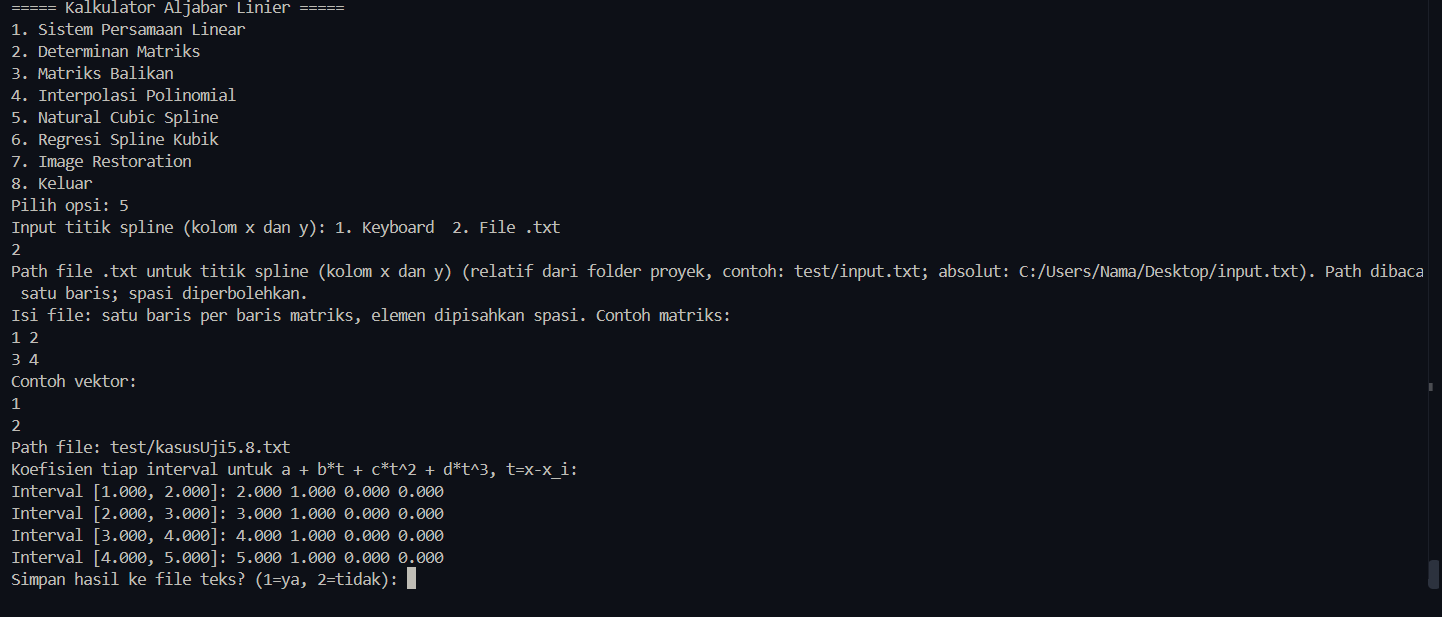 ===== Kalkulator Aljabar Linier =====
1. Sistem Persamaan Linear
2. Determinan Matriks
3. Matriks Balikan
4. Interpolasi Polinomial
5. Natural Cubic Spline
6. Regresi Spline Kubik
7. Image Restoration
8. Keluar
Pilih opsi: 5
Input titik spline (kolom x dan y): 1. Keyboard  2. File .txt
2
Path file .txt untuk titik spline (kolom x dan y) (relatif dari folder proyek, contoh: test/input.txt; absolut: C:/Users/Nama/Desktop/input.txt). Path dibaca
 satu baris; spasi diperbolehkan.
Isi file: satu baris per baris matriks, elemen dipisahkan spasi. Contoh matriks:
1 2
3 4
Contoh vektor:
1
2
Path file: test/kasusUji5.8.txt
Koefisien tiap interval untuk a + b*t + c*t^2 + d*t^3, t=x-x_i:
Interval [1.000, 2.000]: 2.000 1.000 0.000 0.000
Interval [2.000, 3.000]: 3.000 1.000 0.000 0.000
Interval [3.000, 4.000]: 4.000 1.000 0.000 0.000
Interval [4.000, 5.000]: 5.000 1.000 0.000 0.000
Simpan hasil ke file teks? (1=ya, 2=tidak):